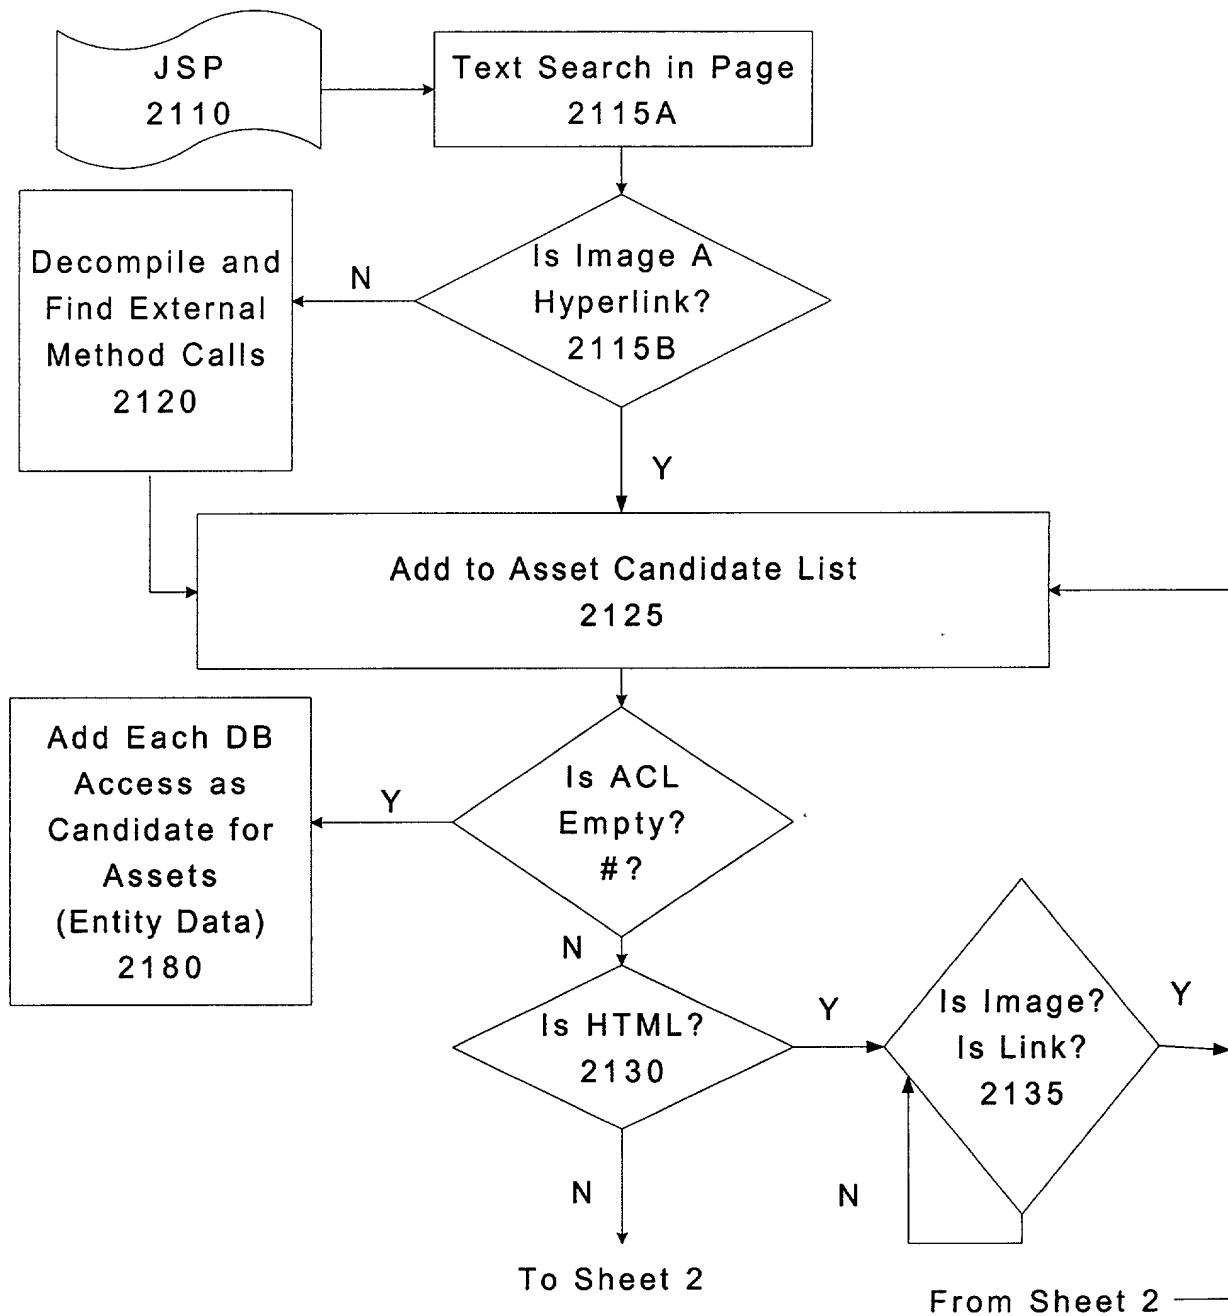 JSP
2110
Text Search in Page
2115A
Is Image A
Hyperlink?
2115B
N
Decompile and
Find External
Method Calls
2120
Y
Add to Asset Candidate List
2125
Is ACL
Empty?
#?
Y
Add Each DB
Access as
Candidate for
Assets
(Entity Data)
2180
N
Is HTML?
2130
Y
Is Image?
Is Link?
2135
Y
N
N
To Sheet 2
From Sheet 2